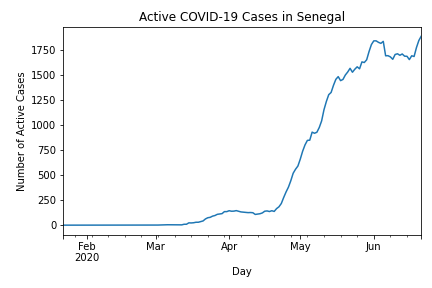 Active COVID-19 Cases in Senegal
Number of Active Cases
1750
1500
1250
1000
750
500
250
0
Feb Mar Apr May Jun
2020
Day